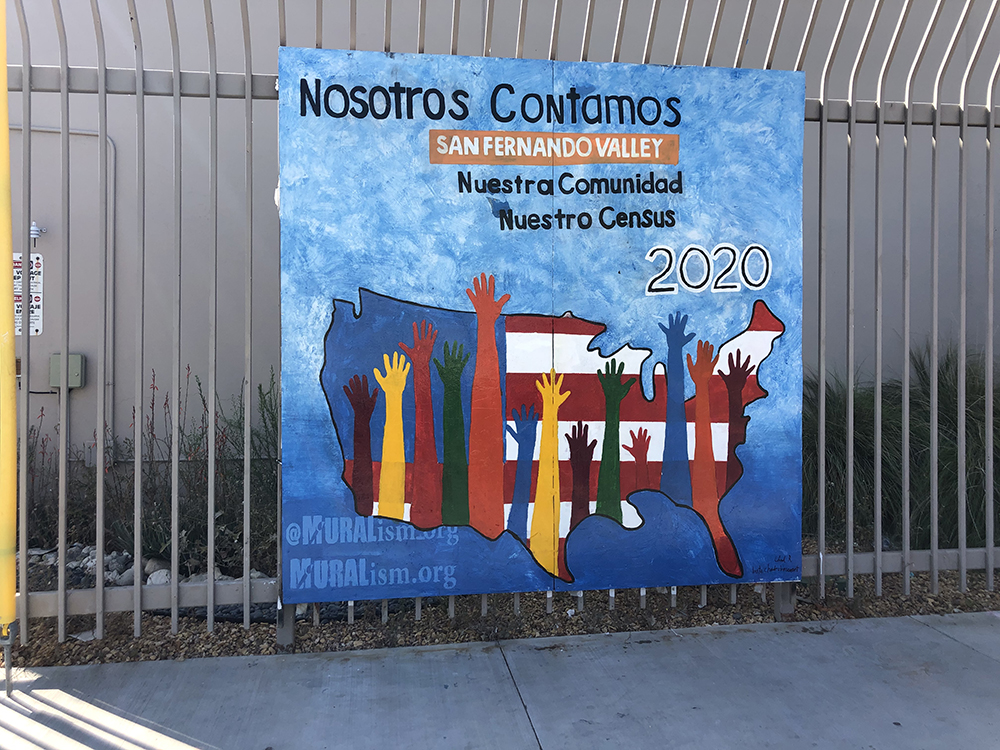 Nosotros Contamos
SAN FERNANDO VALLEY
Nuestra Comunidad
Nuestro Census
2020
@MURALism.org
MURALism.org